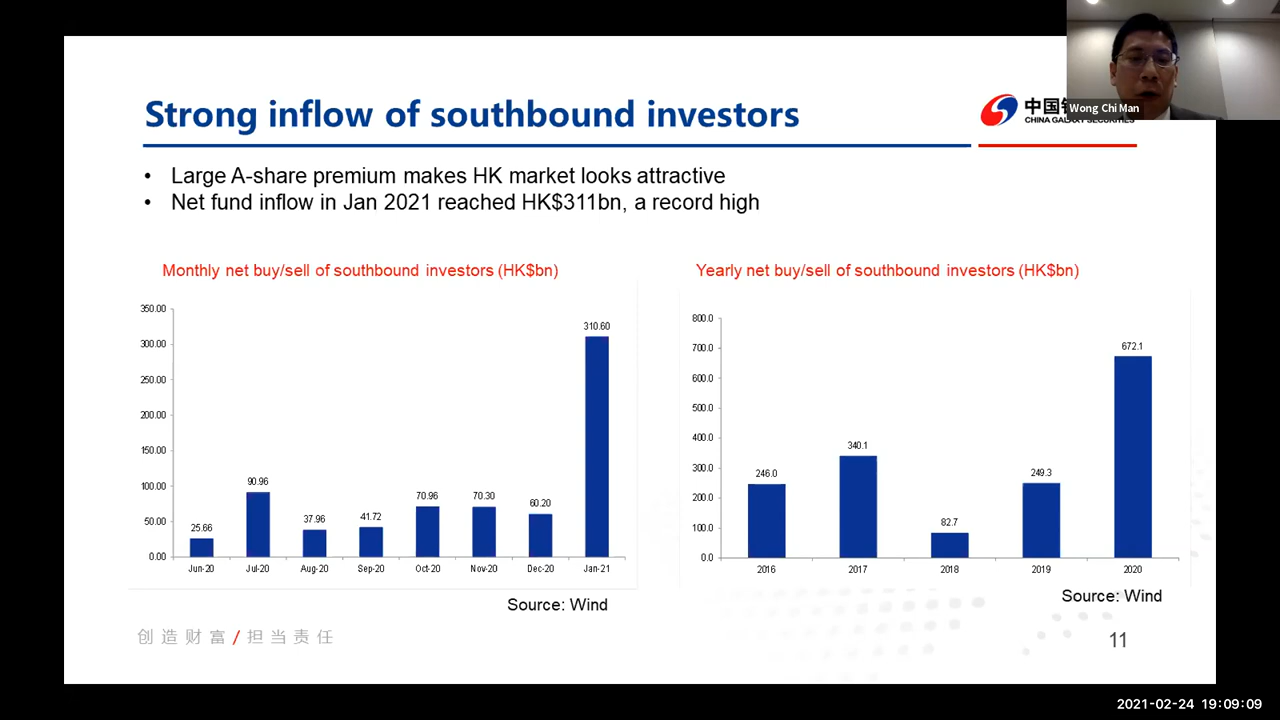 Strong inflow of southbound investors
中国
CHINA GALAXY SECURITIES
Wong Chi Man
• Large A-share premium makes HK market looks attractive
• Net fund inflow in Jan 2021 reached HK$311bn, a record high
Monthly net buy/sell of southbound investors (HK$bn)
350.00
300.00
250.00
200.00
150.00
100.00
50.00
0.00
25.66
90.96
37.96
41.72
70.96
70.30
60.20
310.60
Jun-20 Jul-20 Aug-20 Sep-20 Oct-20 Nov-20 Dec-20 Jan-21
Source: Wind
Yearly net buy/sell of southbound investors (HK$bn)
800.0
700.0
600.0
500.0
400.0
300.0
200.0
100.0
0.0
246.0
340.1
82.7
249.3
672.1
2016 2017 2018 2019 2020
Source: Wind
创造财富/担当责任
11
2021-02-24 19:09:09